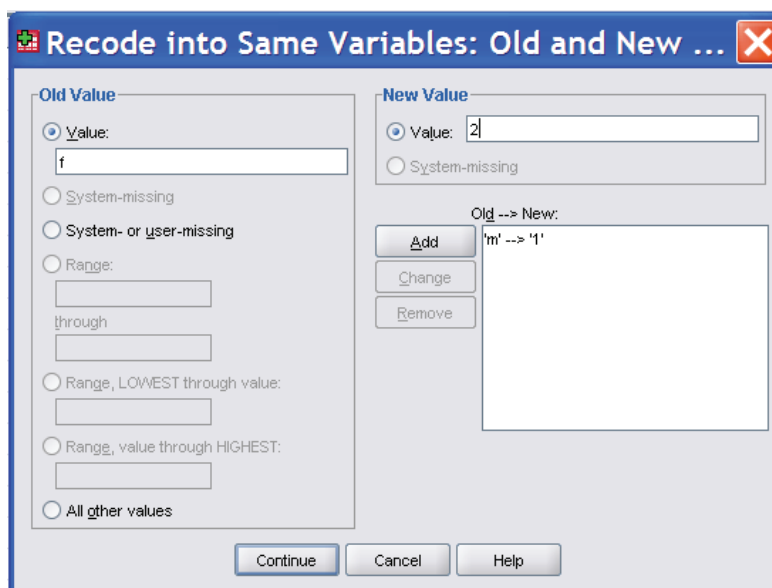 Recode into Same Variables: Old and New ...
Old Value
Value:
f
System-missing
System- or user-missing
Range:
through
Range, LOWEST through value:
Range, value through HIGHEST:
All other values
New Value
Value: 2
System-missing
Old --> New:
Add
Change
Remove
'm' --> '1'
Continue
Cancel
Help